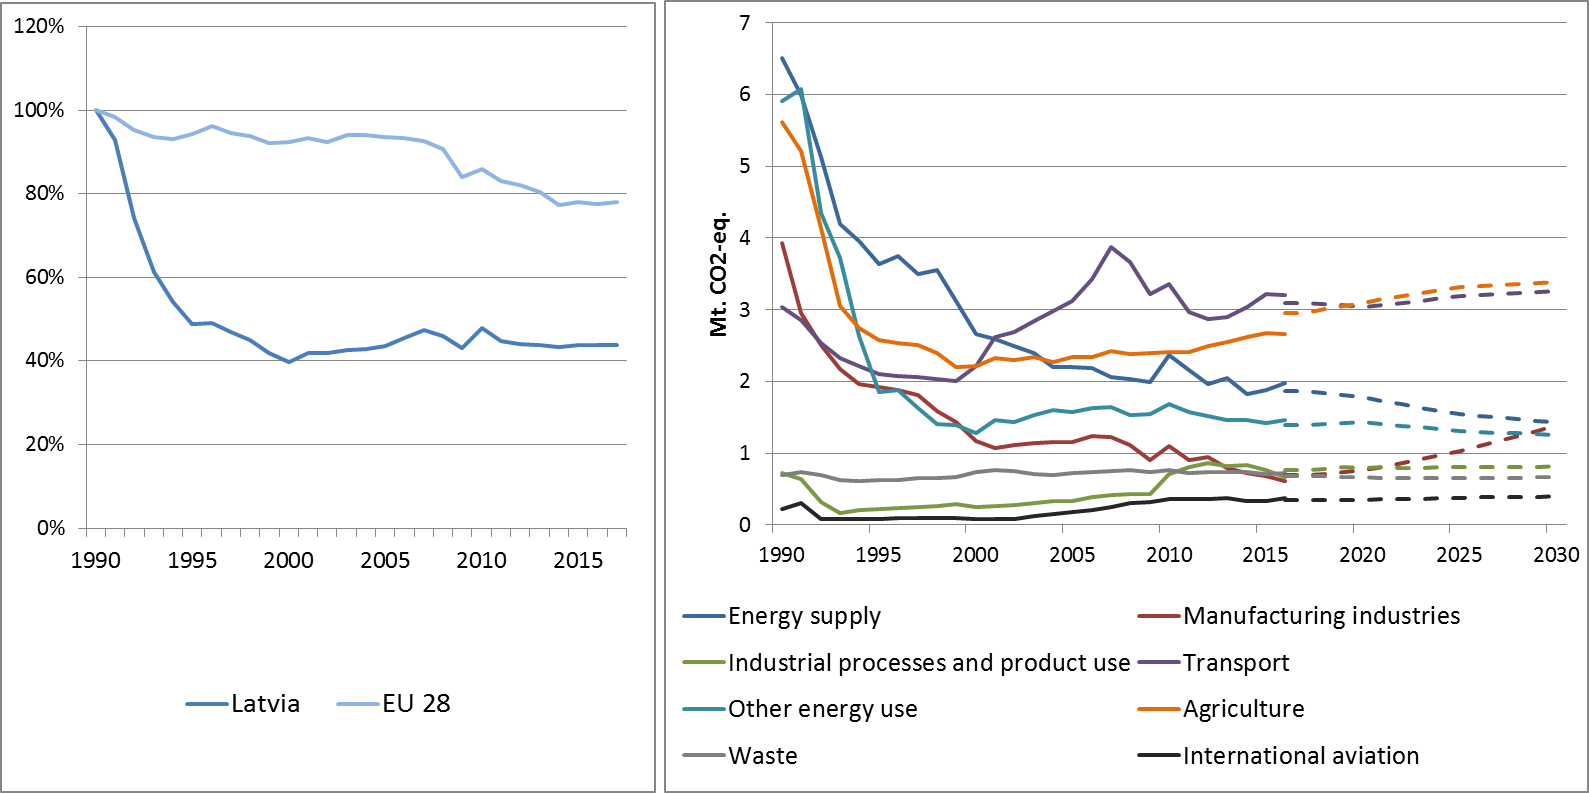 120%
100%
80%
60%
40%
20%
0%
1990 1995 2000 2005 2010 2015
Latvia EU 28
Mt. CO2-eq.
7
6
5
4
3
2
1
0
1990 1995 2000 2005 2010 2015 2020 2025 2030
Energy supply Manufacturing industries
Industrial processes and product use Transport
Other energy use Agriculture
Waste International aviation